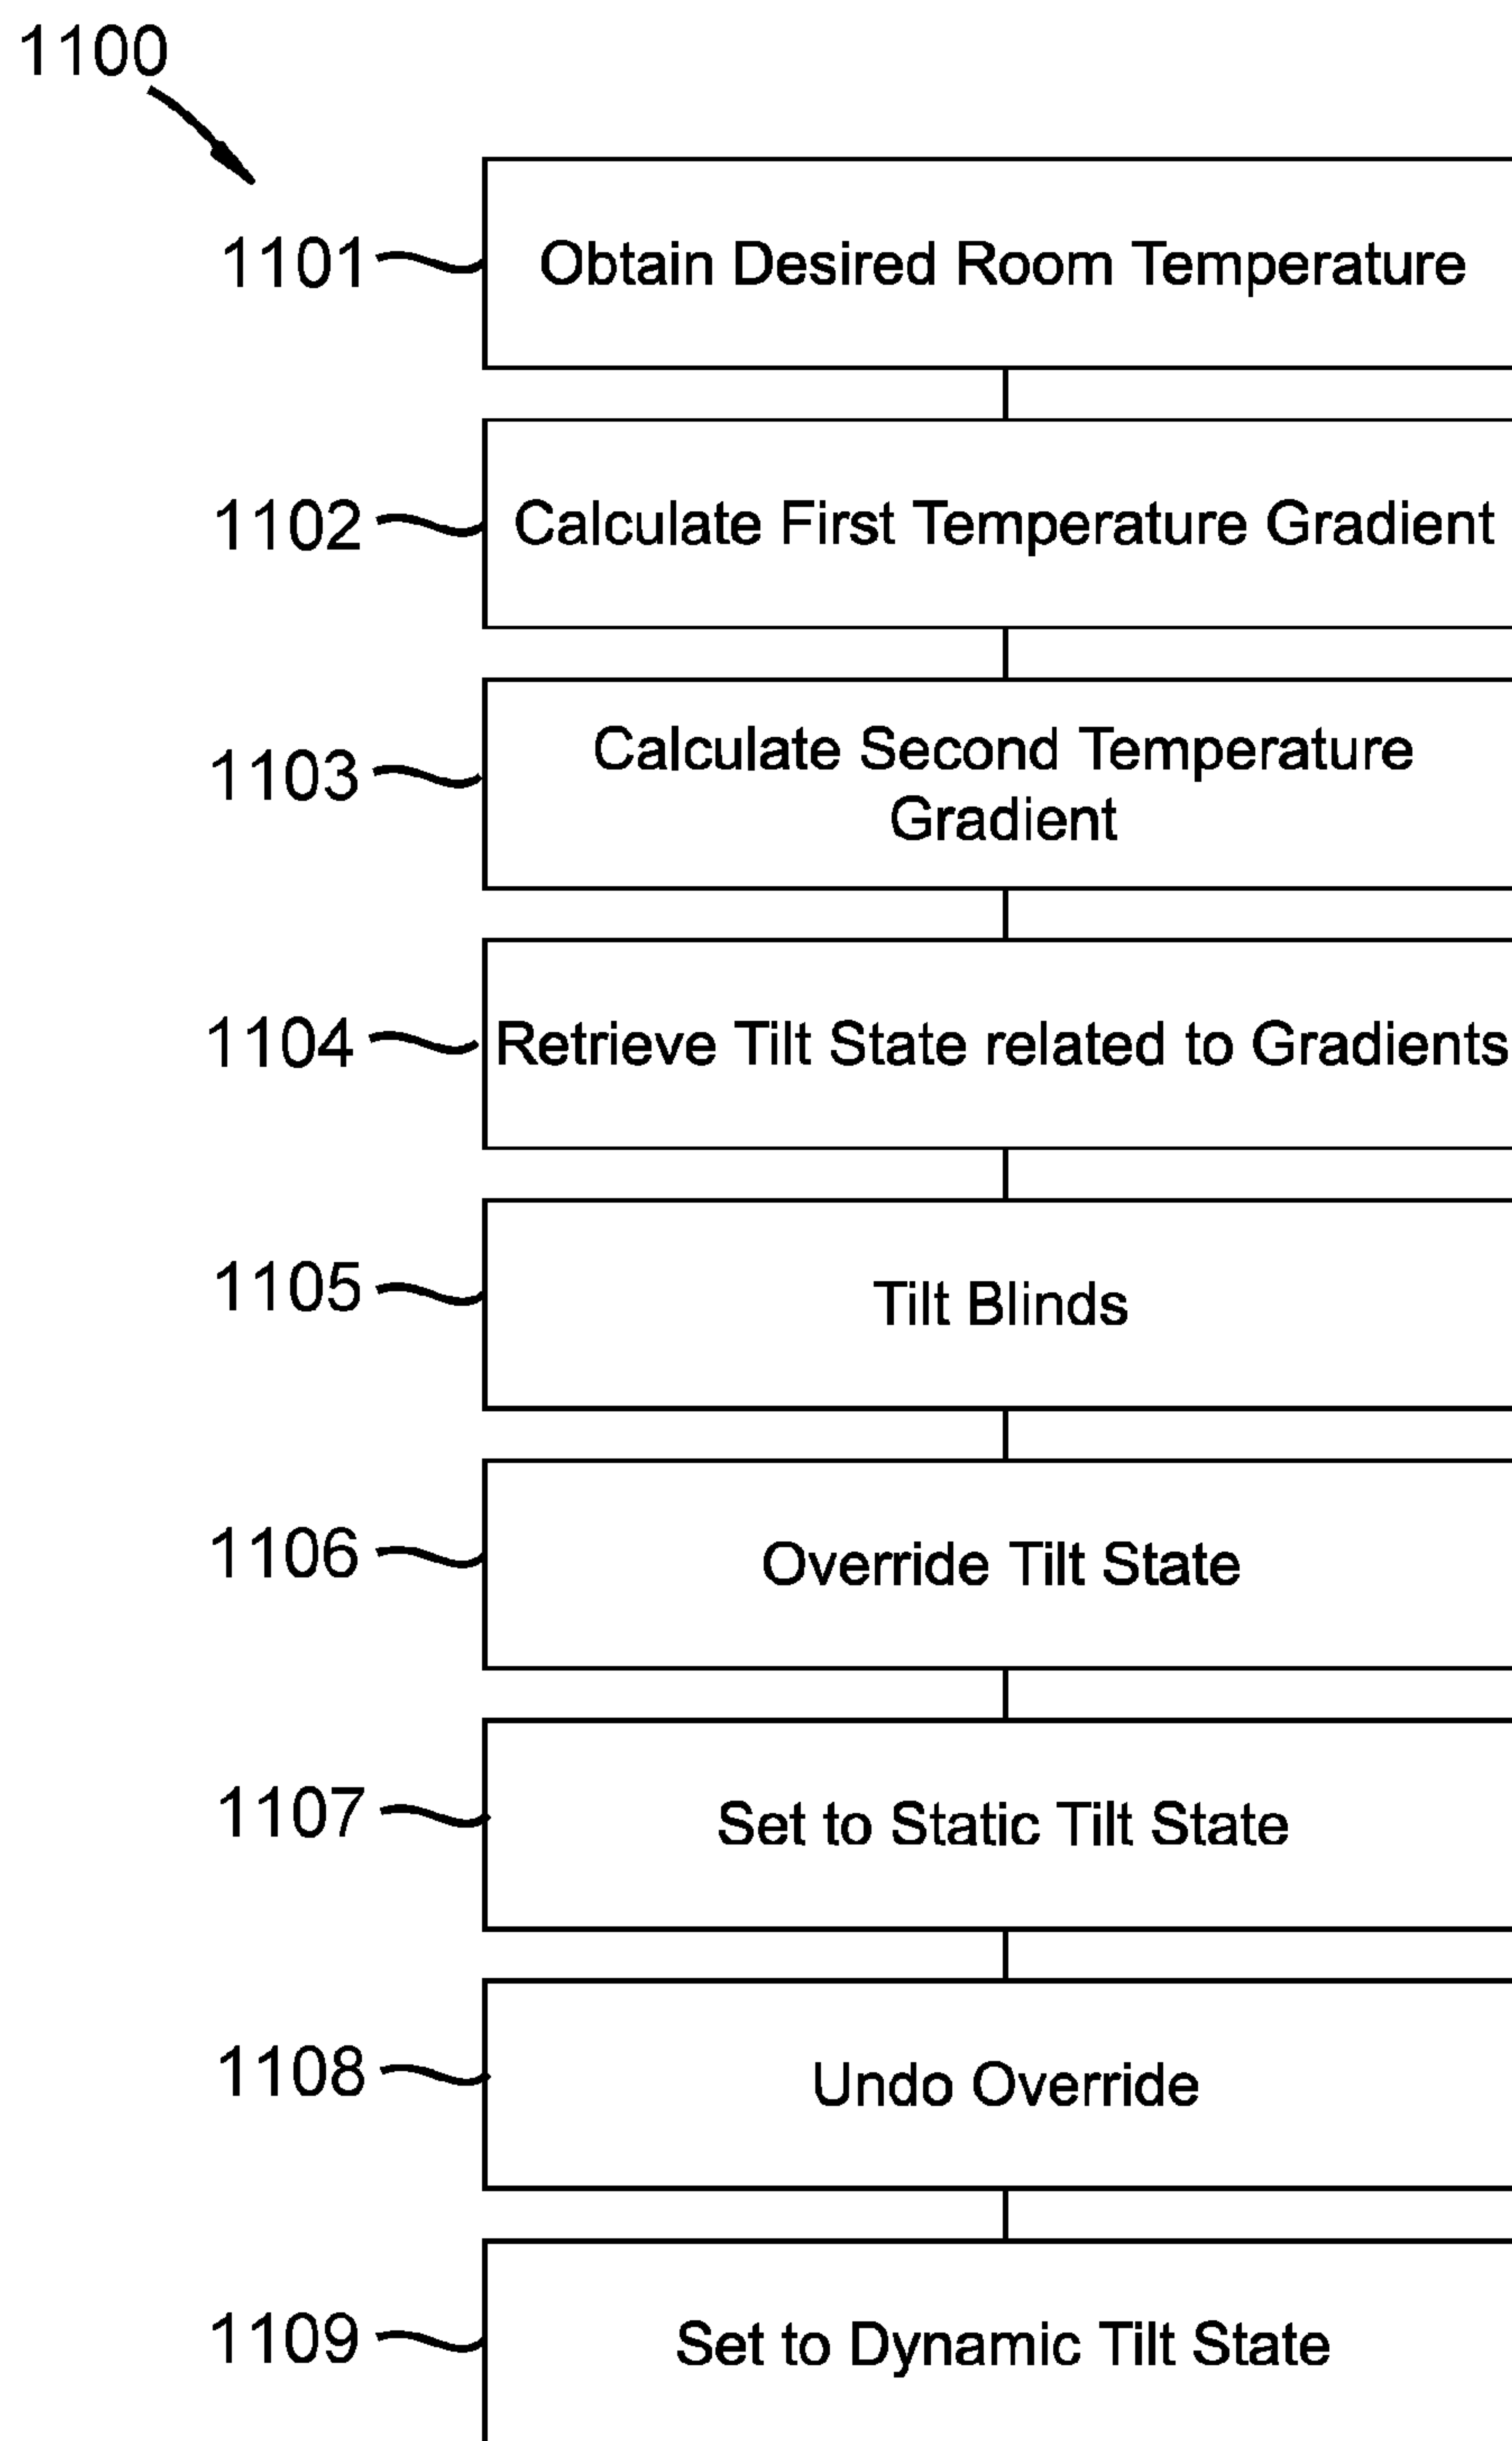 1100
1101 Obtain Desired Room Temperature
1102 Calculate First Temperature Gradient
1103 Calculate Second Temperature
Gradient
1104 Retrieve Tilt State related to Gradients
1105 Tilt Blinds
1106 Override Tilt State
1107 Set to Static Tilt State
1108 Undo Override
1109 Set to Dynamic Tilt State